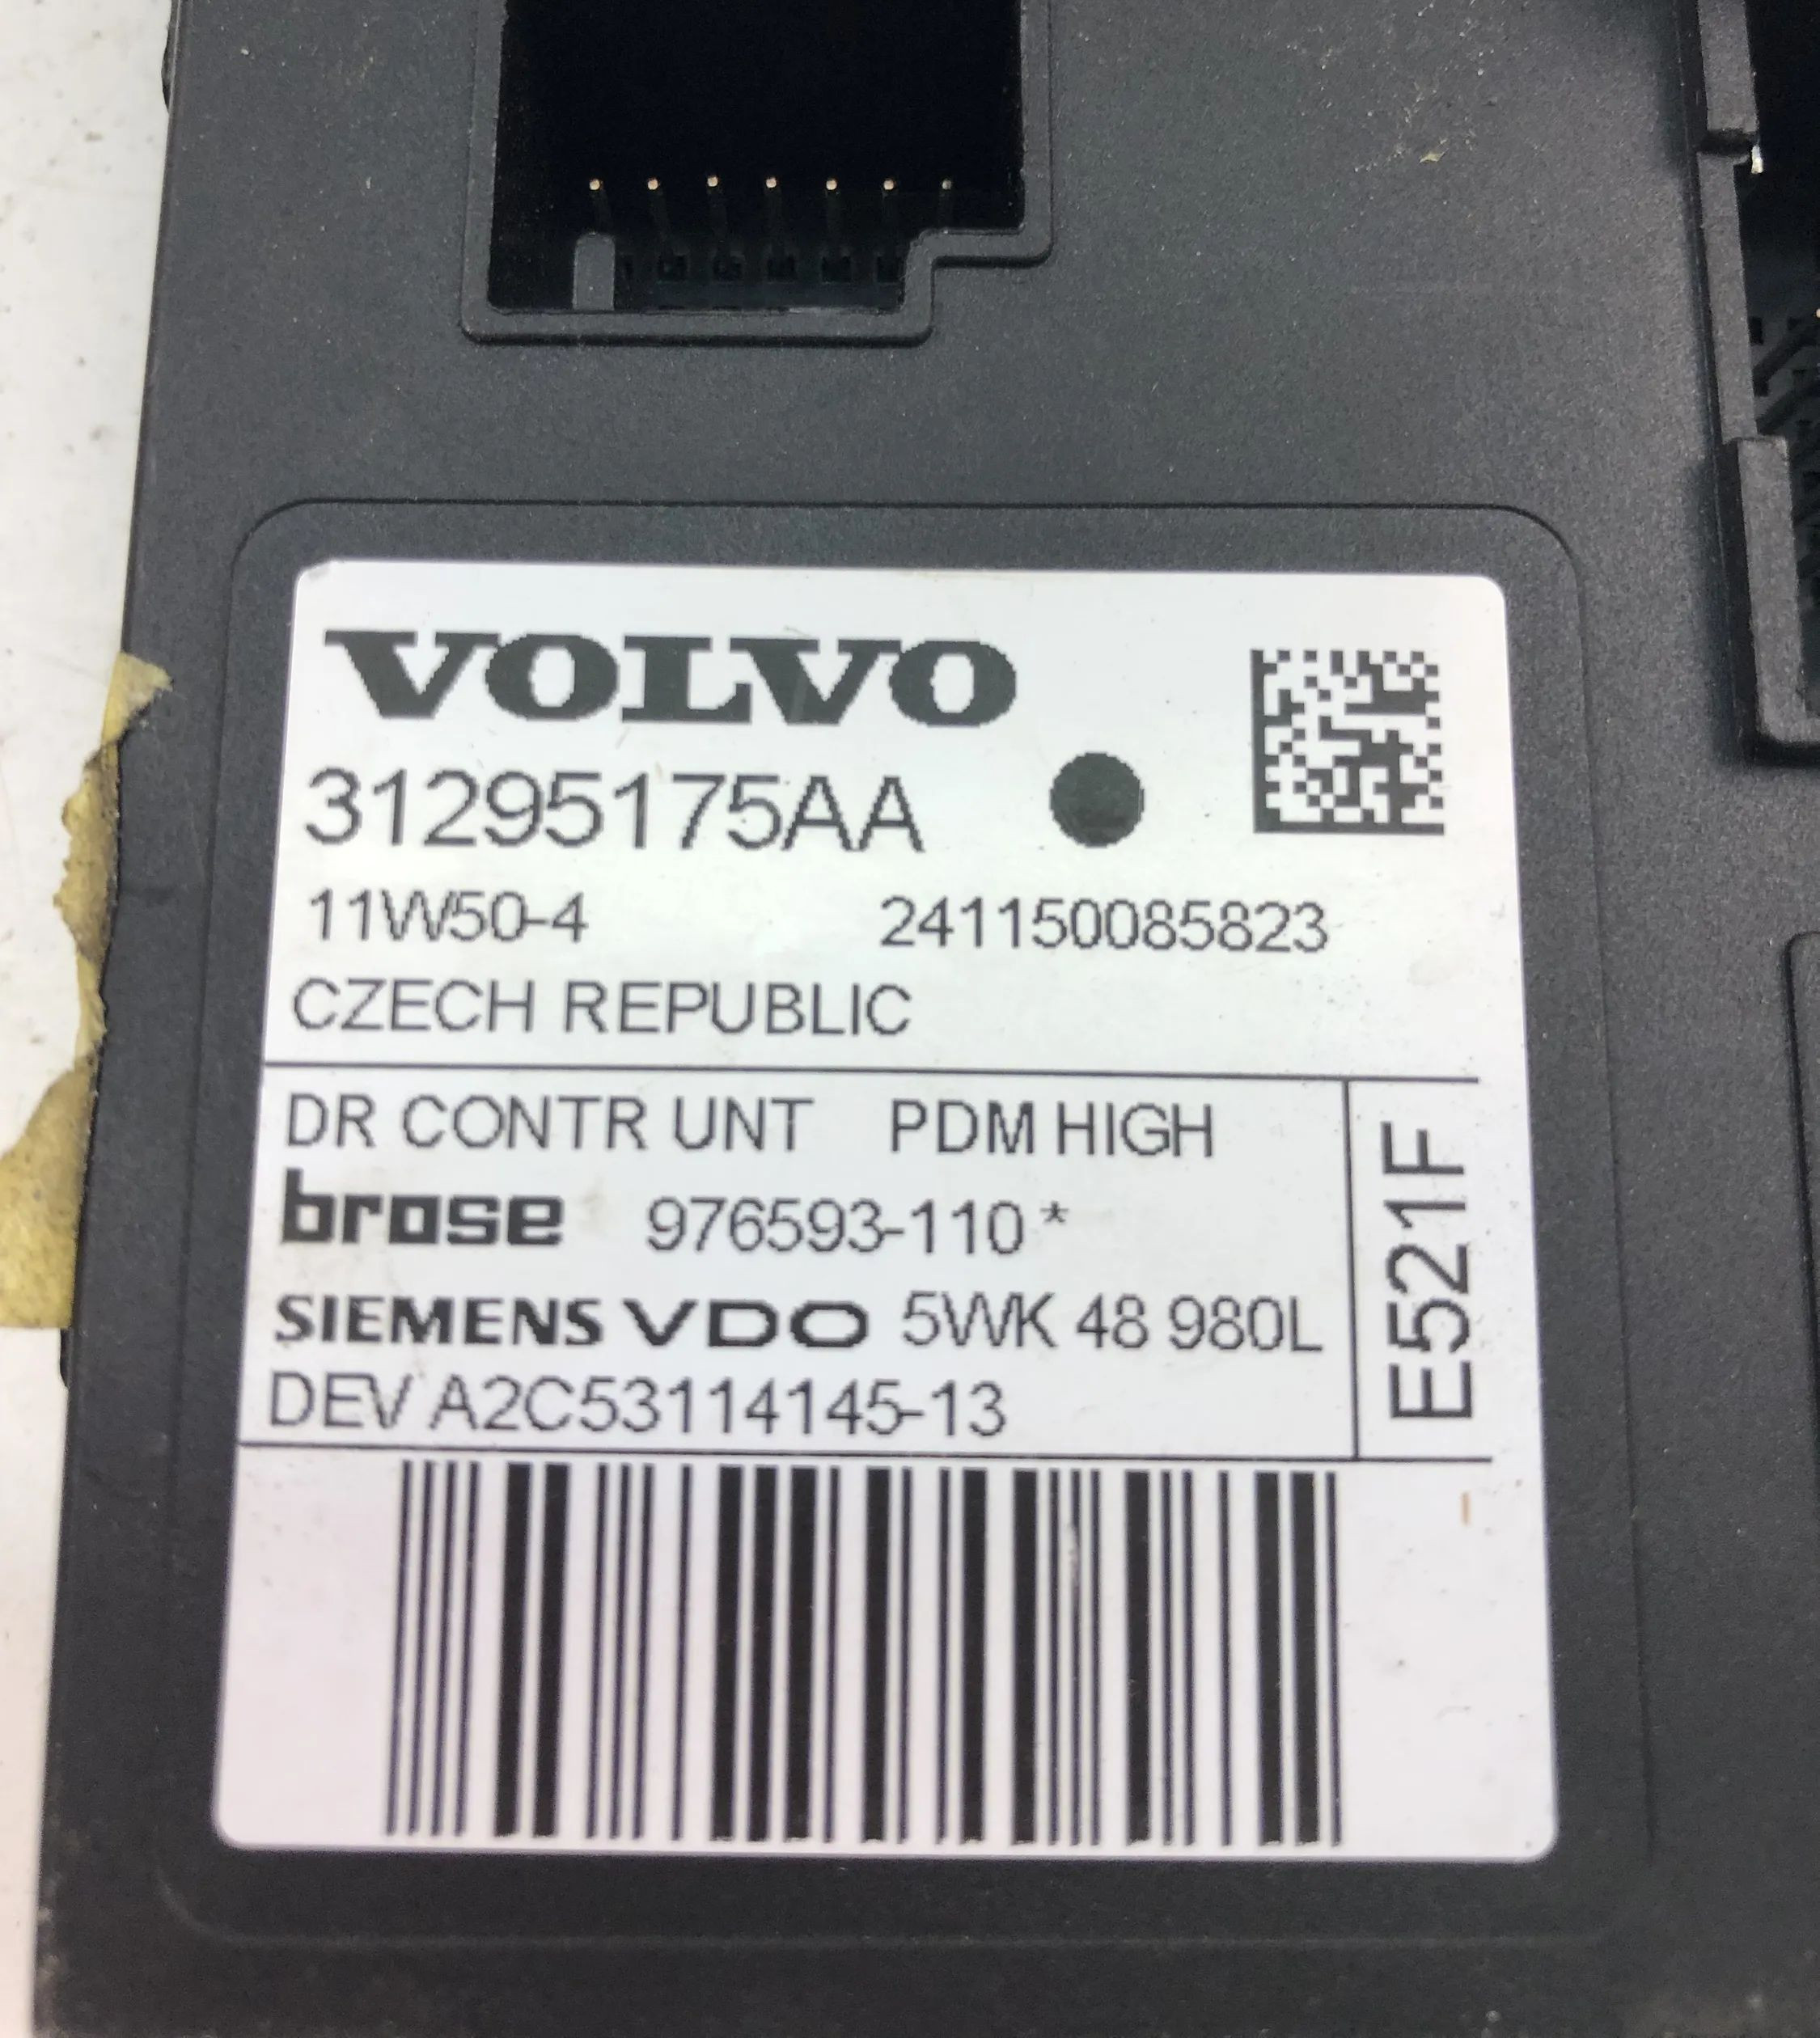 VOLVO
31295175AA
11W50-4 241150085823
CZECH REPUBLIC
DR CONTR UNT PDM HIGH
brose 976593-110*
SIEMENS VDO 5WK 48 980L
DEV A2C53114145-13
E521F